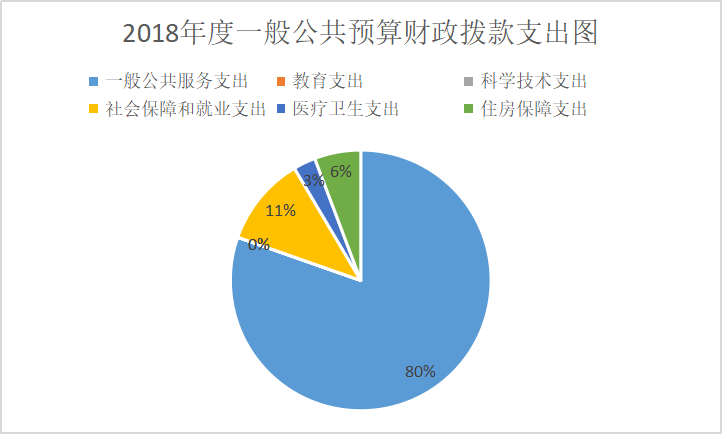 2018年度一般公共预算财政拨款支出图
一般公共服务支出 教育支出 科学技术支出
社会保障和就业支出 医疗卫生支出 住房保障支出
6%
3%
11%
0%
80%